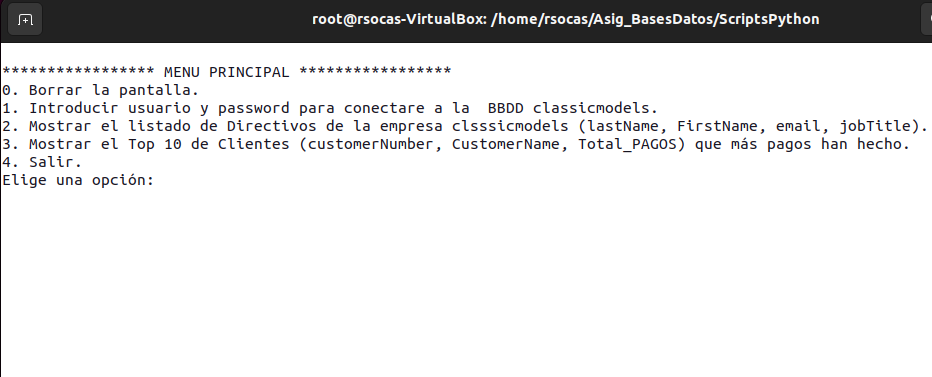 root@rsocas-VirtualBox: /home/rsocas/Asig_BasesDatos/ScriptsPython
***************** MENU PRINCIPAL *****************
0. Borrar la pantalla.
1. Introducir usuario y password para conectare a la  BBDD classicmodels.
2. Mostrar el listado de Directivos de la empresa clsssicmodels (lastName, FirstName, email, jobTitle).
3. Mostrar el Top 10 de Clientes (customerNumber, CustomerName, Total_PAGOS) que más pagos han hecho.
4. Salir.
Elige una opción: